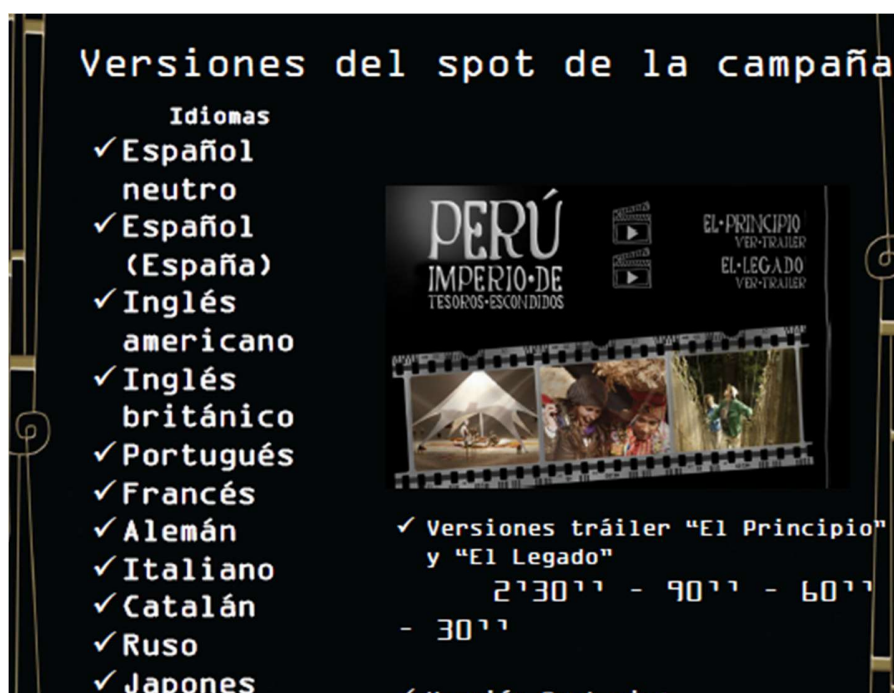 Versiones del spot de la campaña
Idiomas
✓ Español
neutro
✓ Español
(España)
✓ Inglés
americano
✓ Inglés
británico
✓ Portugués
✓ Francés
✓ Alemán
✓ Italiano
✓ Catalán
✓ Ruso
✓ Japones
PERÚ
IMPERIO·DE
TESOROS·ESCONDIDOS
EL·PRINCIPIO
VER·TRAILER
EL·LEGADO
VER·TRAILER
✓ Versiones tráiler “El Principio”
y “El Legado”
2'30'' - 90'' - 60''
- 30''